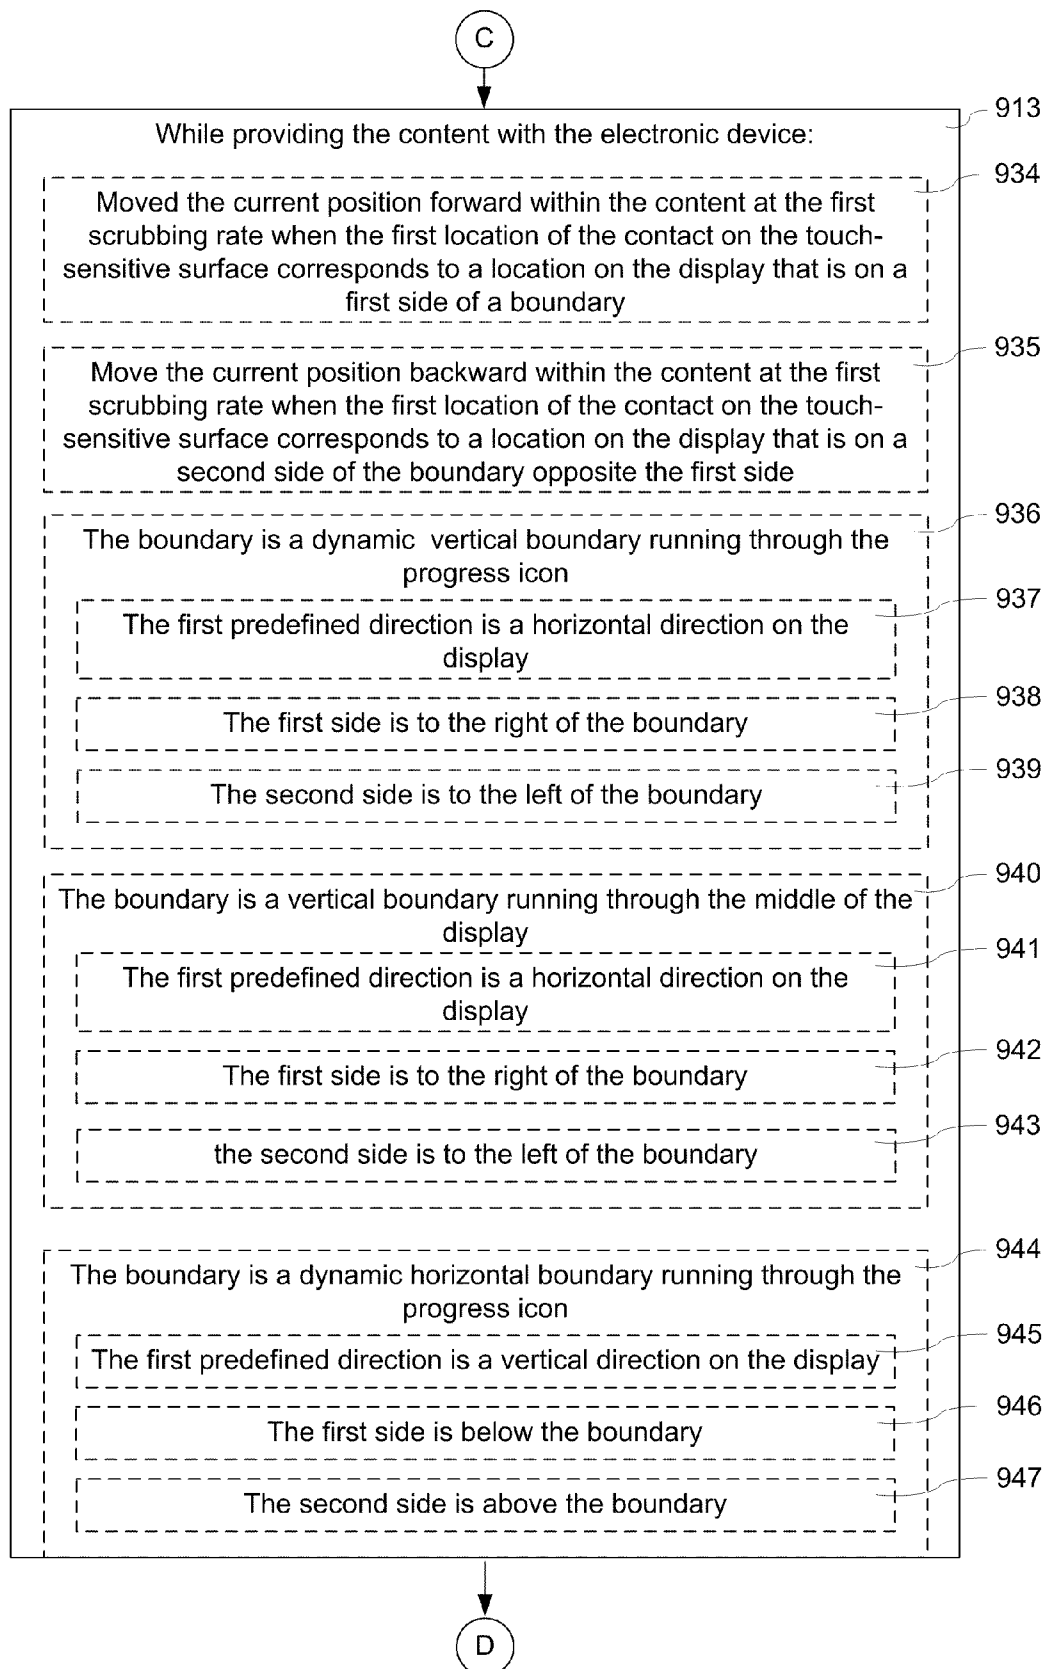 C
913
While providing the content with the electronic device:
934
Moved the current position forward within the content at the first
scrubbing rate when the first location of the contact on the touch-
sensitive surface corresponds to a location on the display that is on a
first side of a boundary
935
Move the current position backward within the content at the first
scrubbing rate when the first location of the contact on the touch-
sensitive surface corresponds to a location on the display that is on a
second side of the boundary opposite the first side
936
The boundary is a dynamic vertical boundary running through the
progress icon
937
The first predefined direction is a horizontal direction on the
display
938
The first side is to the right of the boundary
939
The second side is to the left of the boundary
940
The boundary is a vertical boundary running through the middle of the
display
941
The first predefined direction is a horizontal direction on the
display
942
The first side is to the right of the boundary
943
the second side is to the left of the boundary
944
The boundary is a dynamic horizontal boundary running through the
progress icon
945
The first predefined direction is a vertical direction on the display
946
The first side is below the boundary
947
The second side is above the boundary
D